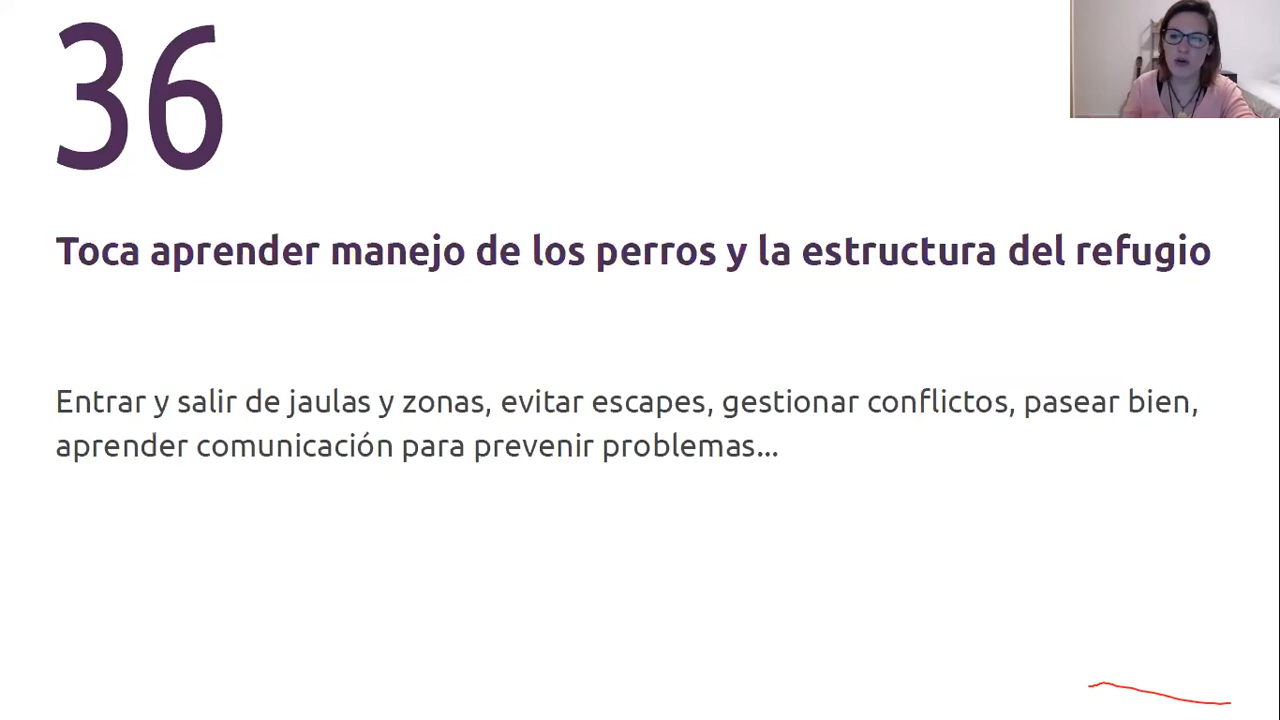 36
Toca aprender manejo de los perros y la estructura del refugio
Entrar y salir de jaulas y zonas, evitar escapes, gestionar conflictos, pasear bien,
aprender comunicación para prevenir problemas...